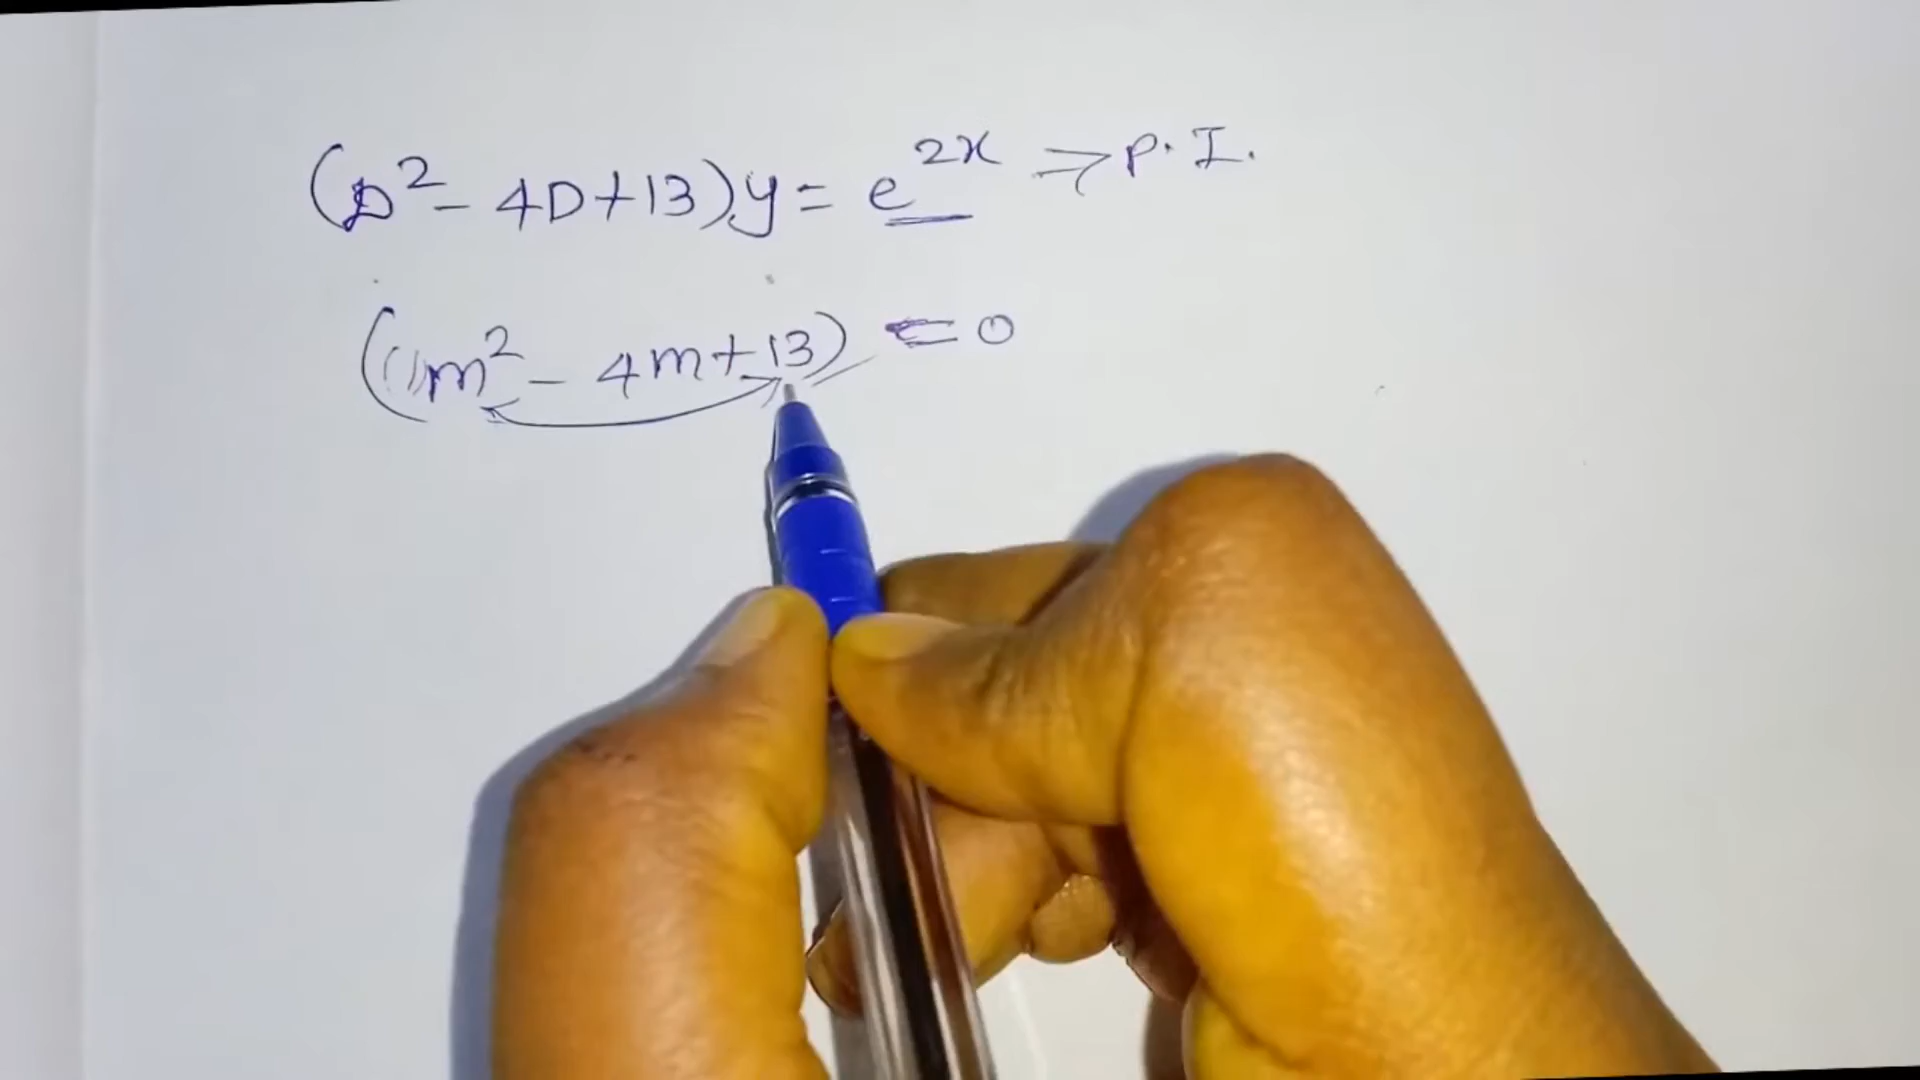 (D² - 4D + 13)y = e^{2x} ⇒ P.I.
((1)m² - 4m + 13) = 0